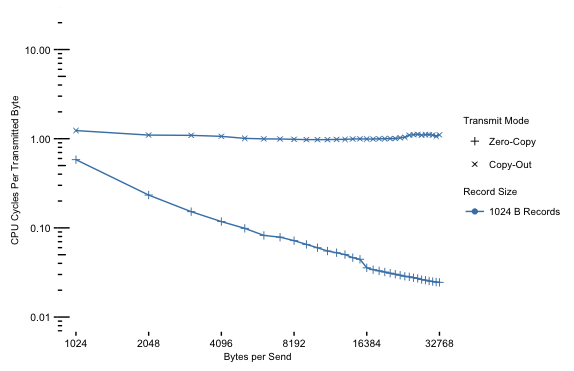 CPU Cycles Per Transmitted Byte
10.00
1.00
0.10
0.01
1024
2048
4096
8192
16384
32768
Bytes per Send
Transmit Mode
Zero-Copy
Copy-Out
Record Size
1024 B Records